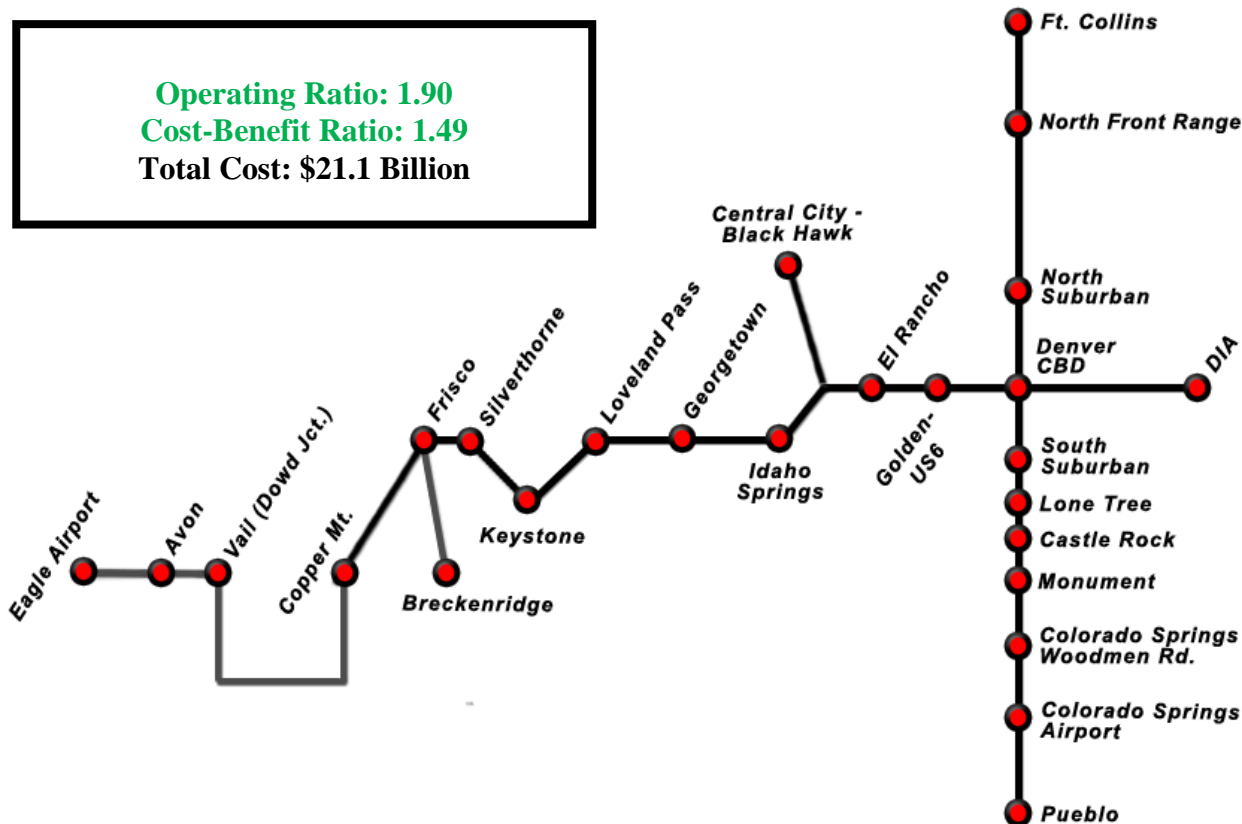 Operating Ratio: 1.90
Cost-Benefit Ratio: 1.49
Total Cost: $21.1 Billion
Ft. Collins
North Front Range
Central City -
Black Hawk
North
Suburban
El Rancho
Denver
CBD
DIA
Georgetown
Loveland Pass
Silverthorne
Frisco
Golden-
US6
South
Suburban
Idaho
Springs
Lone Tree
Keystone
Castle Rock
Vail (Dowd Jct.)
Avon
Eagle Airport
Copper Mt.
Breckenridge
Monument
Colorado Springs
Woodmen Rd.
Colorado Springs
Airport
Pueblo